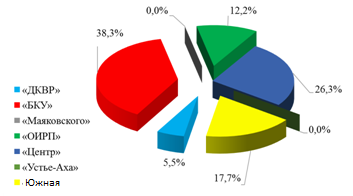 0,0%
12,2%
38,3%
26,3%
0,0%
17,7%
5,5%
«ДКВР»
«БКУ»
«Маяковского»
«ОИРП»
«Центр»
«Устье-Аха»
Южная